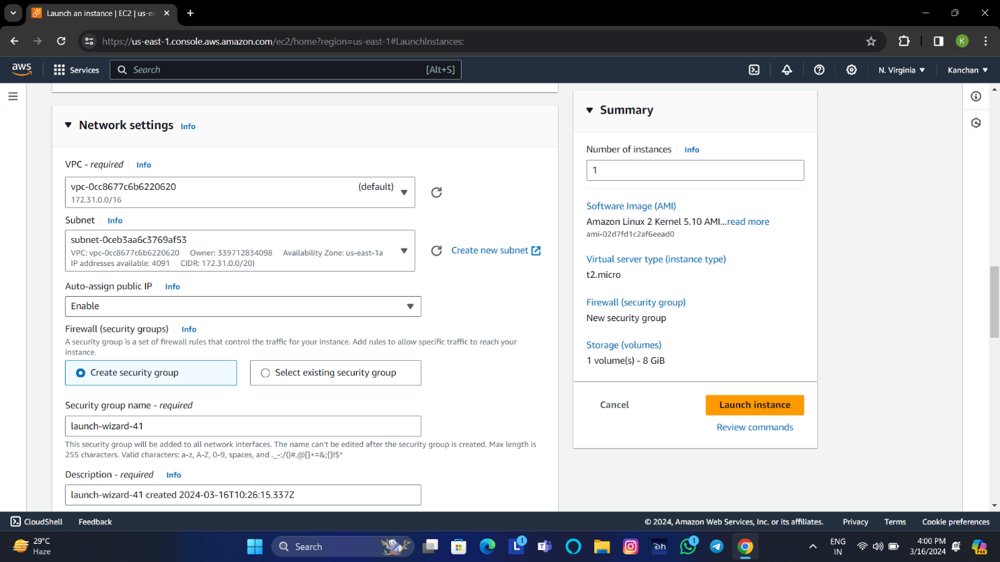 Launch an instance | EC2 | us-ea
https://us-east-1.console.aws.amazon.com/ec2/home?region=us-east-1#LaunchInstances:
K
aws
Services
Search
[Alt+S]
N. Virginia
Kanchan
Network settings Info
VPC - required Info
vpc-0cc8677c6b6220620 (default)
172.31.0.0/16
Subnet Info
subnet-0ceb3aa6c3769af53
VPC: vpc-0cc8677c6b6220620 Owner: 339712834098 Availability Zone: us-east-1a
IP addresses available: 4091 CIDR: 172.31.0.0/20)
Create new subnet
Auto-assign public IP Info
Enable
Firewall (security groups) Info
A security group is a set of firewall rules that control the traffic for your instance. Add rules to allow specific traffic to reach your
instance.
Create security group
Select existing security group
Security group name - required
launch-wizard-41
This security group will be added to all network interfaces. The name can't be edited after the security group is created. Max length is
255 characters. Valid characters: a-z, A-Z, 0-9, spaces, and ._-:/()#,@[]+=&;{}!$*
Description - required Info
launch-wizard-41 created 2024-03-16T10:26:15.337Z
Summary
Number of instances Info
1
Software Image (AMI)
Amazon Linux 2 Kernel 5.10 AMI...read more
ami-02d7fd1c2af6eead0
Virtual server type (instance type)
t2.micro
Firewall (security group)
New security group
Storage (volumes)
1 volume(s) - 8 GiB
Cancel
Launch instance
Review commands
CloudShell
Feedback
© 2024, Amazon Web Services, Inc. or its affiliates.
Privacy
Terms
Cookie preferences
29°C
Haze
Search
L
1
Dh
1
ENG
IN
4:00 PM
3/16/2024
PRE